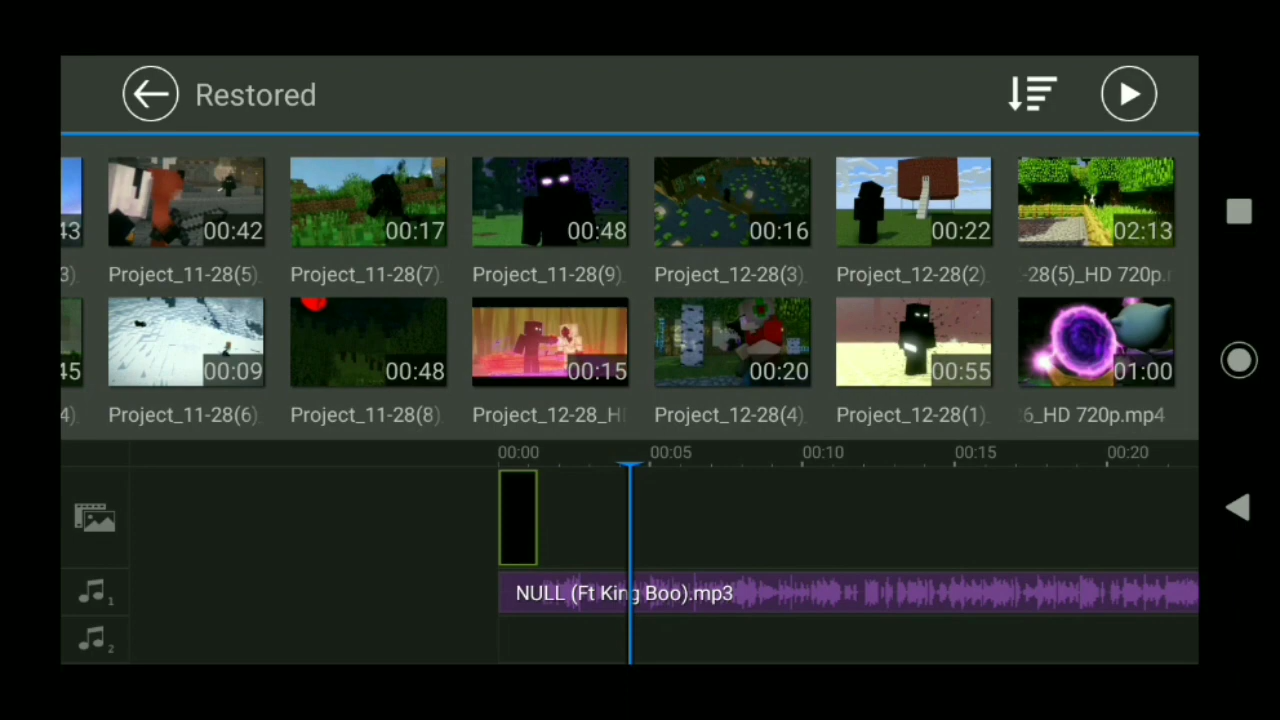 Restored
43 00:42 00:17 00:48 00:16 00:22 02:13
3) Project_11-28(5) Project_11-28(7) Project_11-28(9) Project_12-28(3) Project_12-28(2) -28(5)_HD 720p.
45 00:09 00:48 00:15 00:20 00:55 01:00
4) Project_11-28(6) Project_11-28(8) Project_12-28_H Project_12-28(4) Project_12-28(1) 6_HD 720p.mp4
00:00 00:05 00:10 00:15 00:20
NULL (Ft King Boo).mp3
1
2